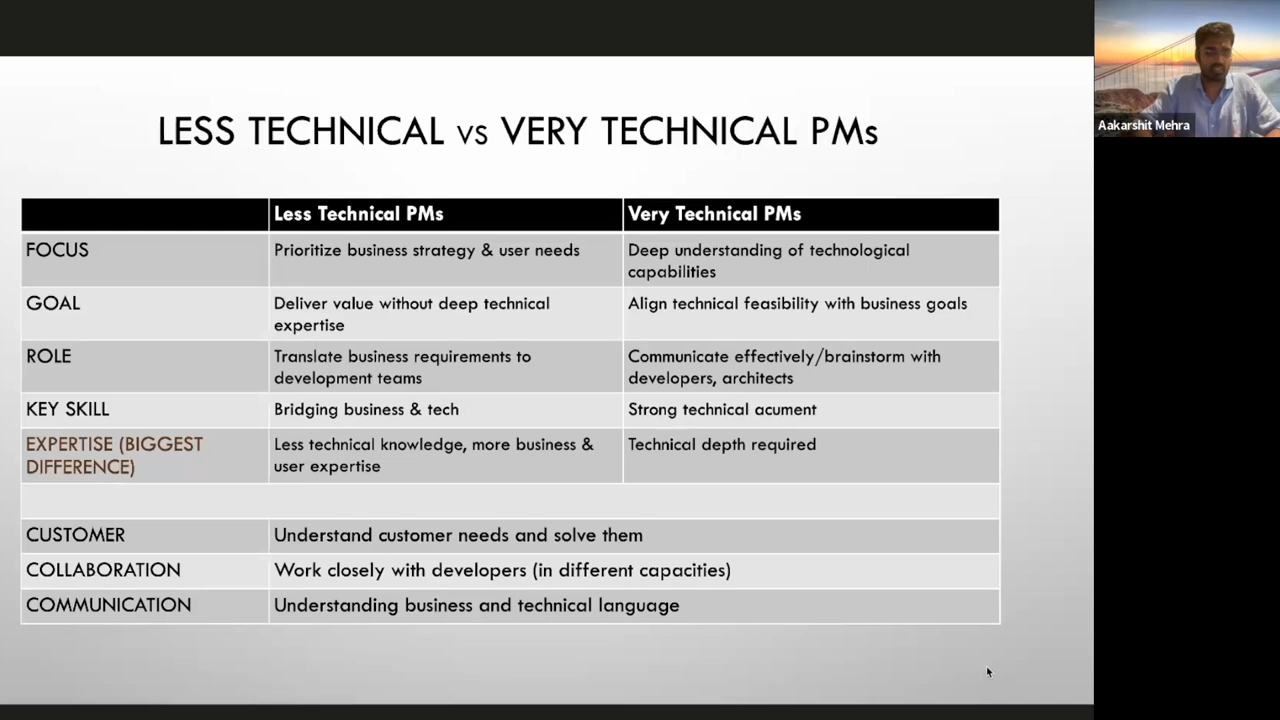 LESS TECHNICAL VS VERY TECHNICAL PMs
Less Technical PMs
Very Technical PMs
FOCUS
Prioritize business strategy & user needs
Deep understanding of technological
capabilities
GOAL
Deliver value without deep technical
expertise
Align technical feasibility with business goals
ROLE
Translate business requirements to
development teams
Communicate effectively/brainstorm with
developers, architects
KEY SKILL
Bridging business & tech
Strong technical acument
EXPERTISE (BIGGEST
DIFFERENCE)
Less technical knowledge, more business &
user expertise
Technical depth required
CUSTOMER
Understand customer needs and solve them
COLLABORATION
Work closely with developers (in different capacities)
COMMUNICATION
Understanding business and technical language
Aakarshit Mehra